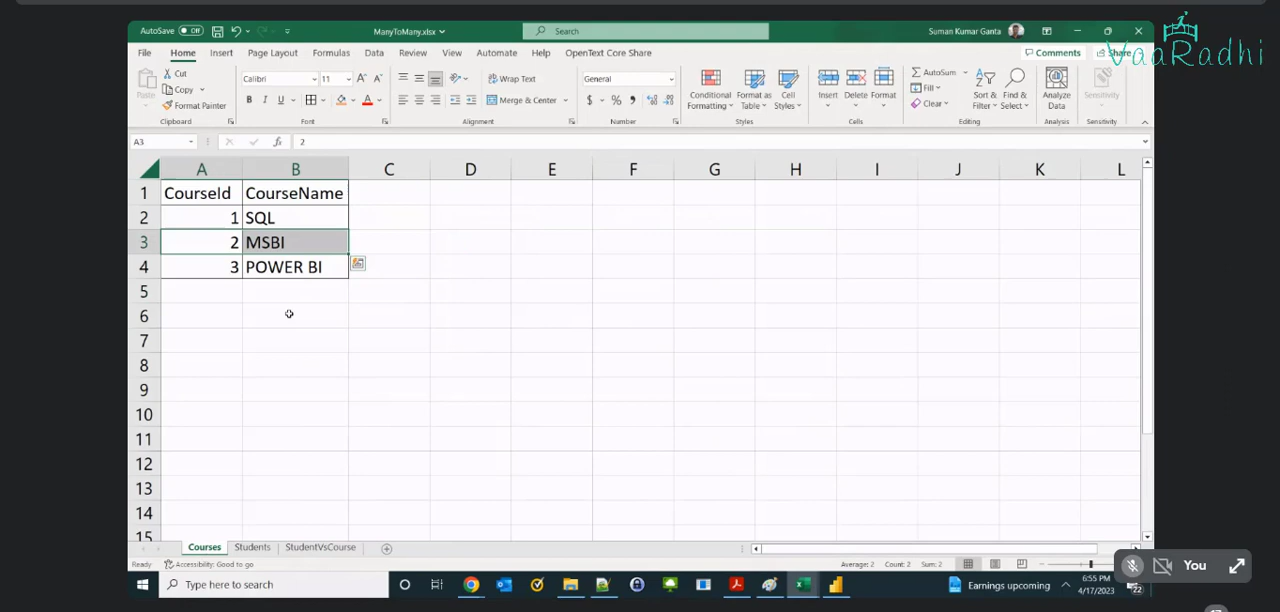 AutoSave Off
ManyToMany.xlsx
Search
Suman Kumar Ganta
VaaRadhi
File Home Insert Page Layout Formulas Data Review View Automate Help OpenText Core Share
Comments Share
Paste
Cut
Copy
Format Painter
Clipboard
Calibri 11
B I U
Font
Wrap Text
Merge & Center
Alignment
General
$ % ,
Number
Conditional Formatting
Format as Table
Cell Styles
Styles
Insert Delete Format
Cells
AutoSum
Fill
Clear
Sort & Filter
Find & Select
Editing
Analyze Data
Analysis
Sensitivity
Sensitivity
A3 fx 2
A B C D E F G H I J K L
1 CourseId CourseName
2 1 SQL
3 2 MSBI
4 3 POWER BI
5
6
7
8
9
10
11
12
13
14
15
Courses Students StudentVsCourse
Ready Accessibility: Good to go Average: 2 Count: 2 Sum: 2
You
Type here to search
Earnings upcoming
6:55 PM
4/17/2023
22